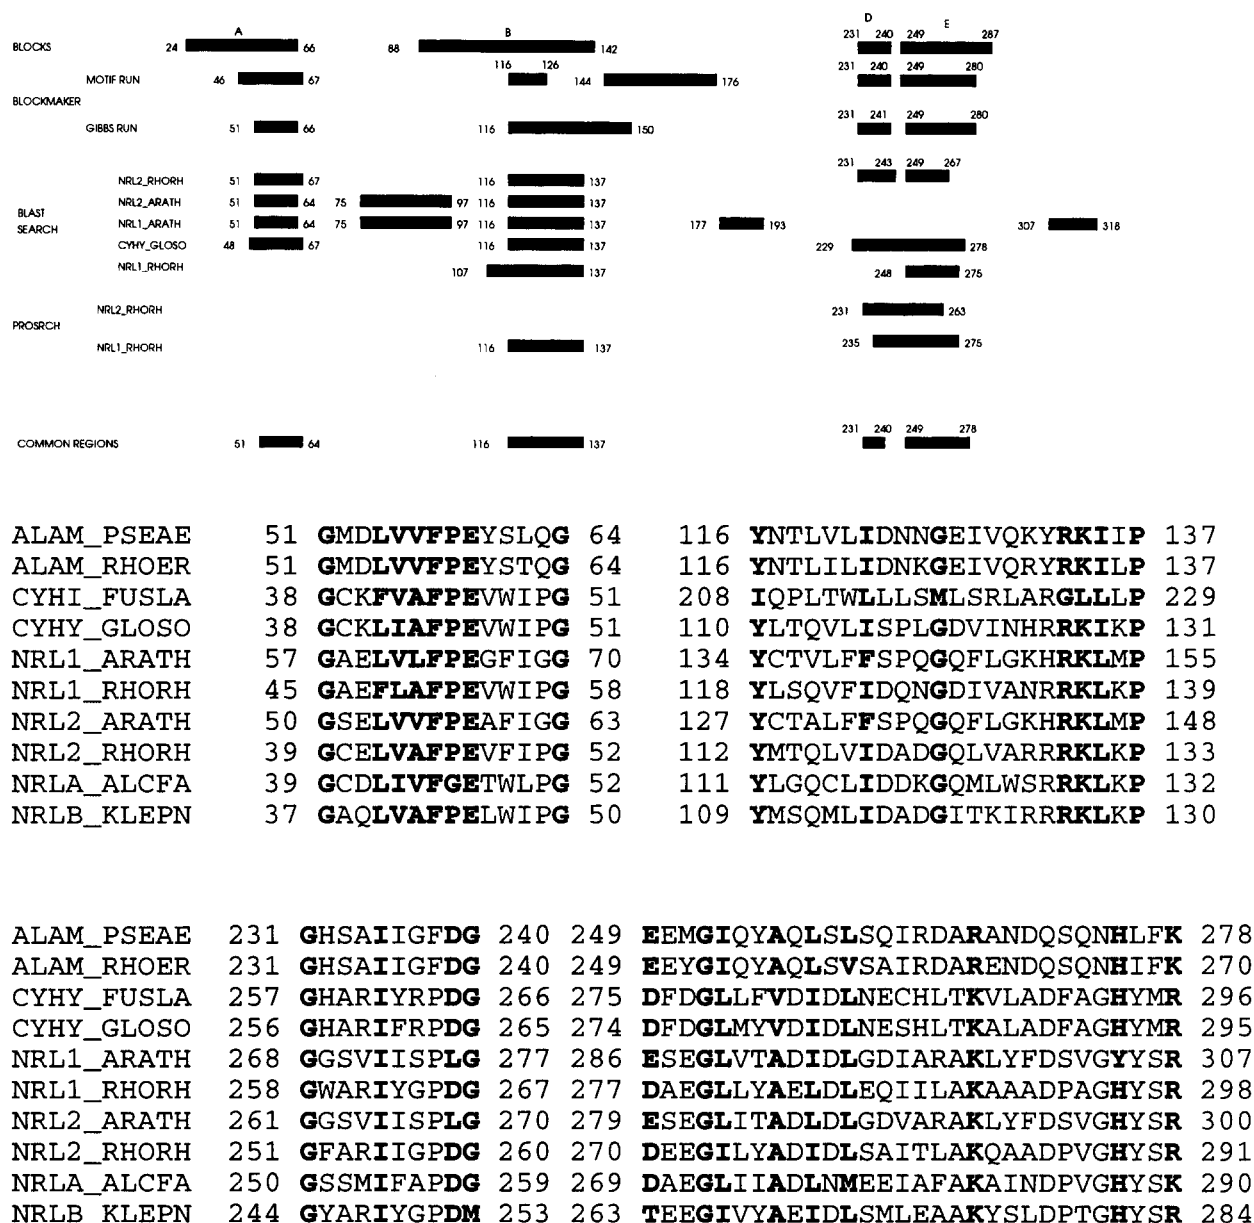 A B D E
BLOCKS 24 66 88 142 231 240 249 287
MOTIF RUN 46 67 116 126 144 176 231 240 249 280
BLOCKMAKER
GIBBS RUN 51 66 116 150 231 241 249 280
NRL2_RHORH 51 67 116 137 231 243 249 267
NRL2_ARATH 51 64 75 97 116 137
BLAST SEARCH
NRL1_ARATH 51 64 75 97 116 137 177 193 307 318
CYHY_GLOSO 48 67 116 137 229 278
NRL1_RHORH 107 137 248 275
NRL2_RHORH 231 263
PROSRCH
NRL1_RHORH 116 137 235 275
COMMON REGIONS 51 64 116 137 231 240 249 278
ALAM_PSEAE 51 GMDLVVFPEYSLQG 64 116 YNTLVLIDNNGEIVQKYRKIIP 137
ALAM_RHOER 51 GMDLVVFPEYSTQG 64 116 YNTLILIDNKGEIVQRYRKILP 137
CYHI_FUSLA 38 GCKFVAFPEVWIPG 51 208 IQPLTWLLLSMLSRLARGLLLP 229
CYHY_GLOSO 38 GCKLIAFPEVWIPG 51 110 YLTQVLISPLGDVINHRRKIKP 131
NRL1_ARATH 57 GAELVLFPEGFIGG 70 134 YCTVLFFSPQGQFLGKHRKLMP 155
NRL1_RHORH 45 GAEFLAFPEVWIPG 58 118 YLSQVFIDQNGDIVANRRKLKP 139
NRL2_ARATH 50 GSELVVFPEAFIGG 63 127 YCTALFFSPQGQFLGKHRKLMP 148
NRL2_RHORH 39 GCELVAFPEVFIPG 52 112 YMTQLVIDADGQLVARRRKLKP 133
NRLA_ALCFA 39 GCDLIVFGETWLPG 52 111 YLGQCLIDDKGQMLWSRRKLKP 132
NRLB_KLEPN 37 GAQLVAFPELWIPG 50 109 YMSQMLIDADGITKIRRRKLKP 130
ALAM_PSEAE 231 GHSAIIGFDG 240 249 EEMGIQYAQLSLSQIRDARANDQSQNHLFK 278
ALAM_RHOER 231 GHSAIIGFDG 240 249 EEYGIQYAQLSVSAIRDARENDQSQNHIFK 270
CYHY_FUSLA 257 GHARIYRPDG 266 275 DFDGLLFVDIDLNECHLTKVLADFAGHYMR 296
CYHY_GLOSO 256 GHARIFRPDG 265 274 DFDGLMYVDIDLNESHLTKALADFAGHYMR 295
NRL1_ARATH 268 GGSVIISPLG 277 286 ESEGLVTADIDLGDIARAKLYFDSVGYYSR 307
NRL1_RHORH 258 GWARIYGPDG 267 277 DAEGLLYAELDLEQIILAKAAADPAGHYSR 298
NRL2_ARATH 261 GGSVIISPLG 270 279 ESEGLITADLDLGDVARAKLYFDSVGHYSR 300
NRL2_RHORH 251 GFARIIGPDG 260 270 DEEGILYADIDLSAITLAKQAADPVGHYSR 291
NRLA_ALCFA 250 GSSMIFAPDG 259 269 DAEGLIIADLNMEEIAFAKAINDPVGHYSK 290
NRLB KLEPN 244 GYARIYGPDM 253 263 TEEGIVYAEIDLSMLEAAKYSLDPTGHYSR 284